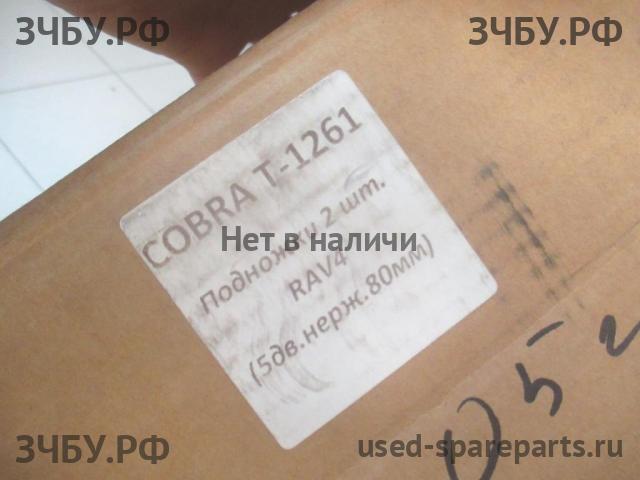 ЗЧБУ.РФ
ЗЧБУ.РФ
COBRA T-1261
Подножки 2 шт.
Нет в наличи
RAV4
(5дв.нерж.80мм)
052
ЗЧБУ.РФ
used-spareparts.ru